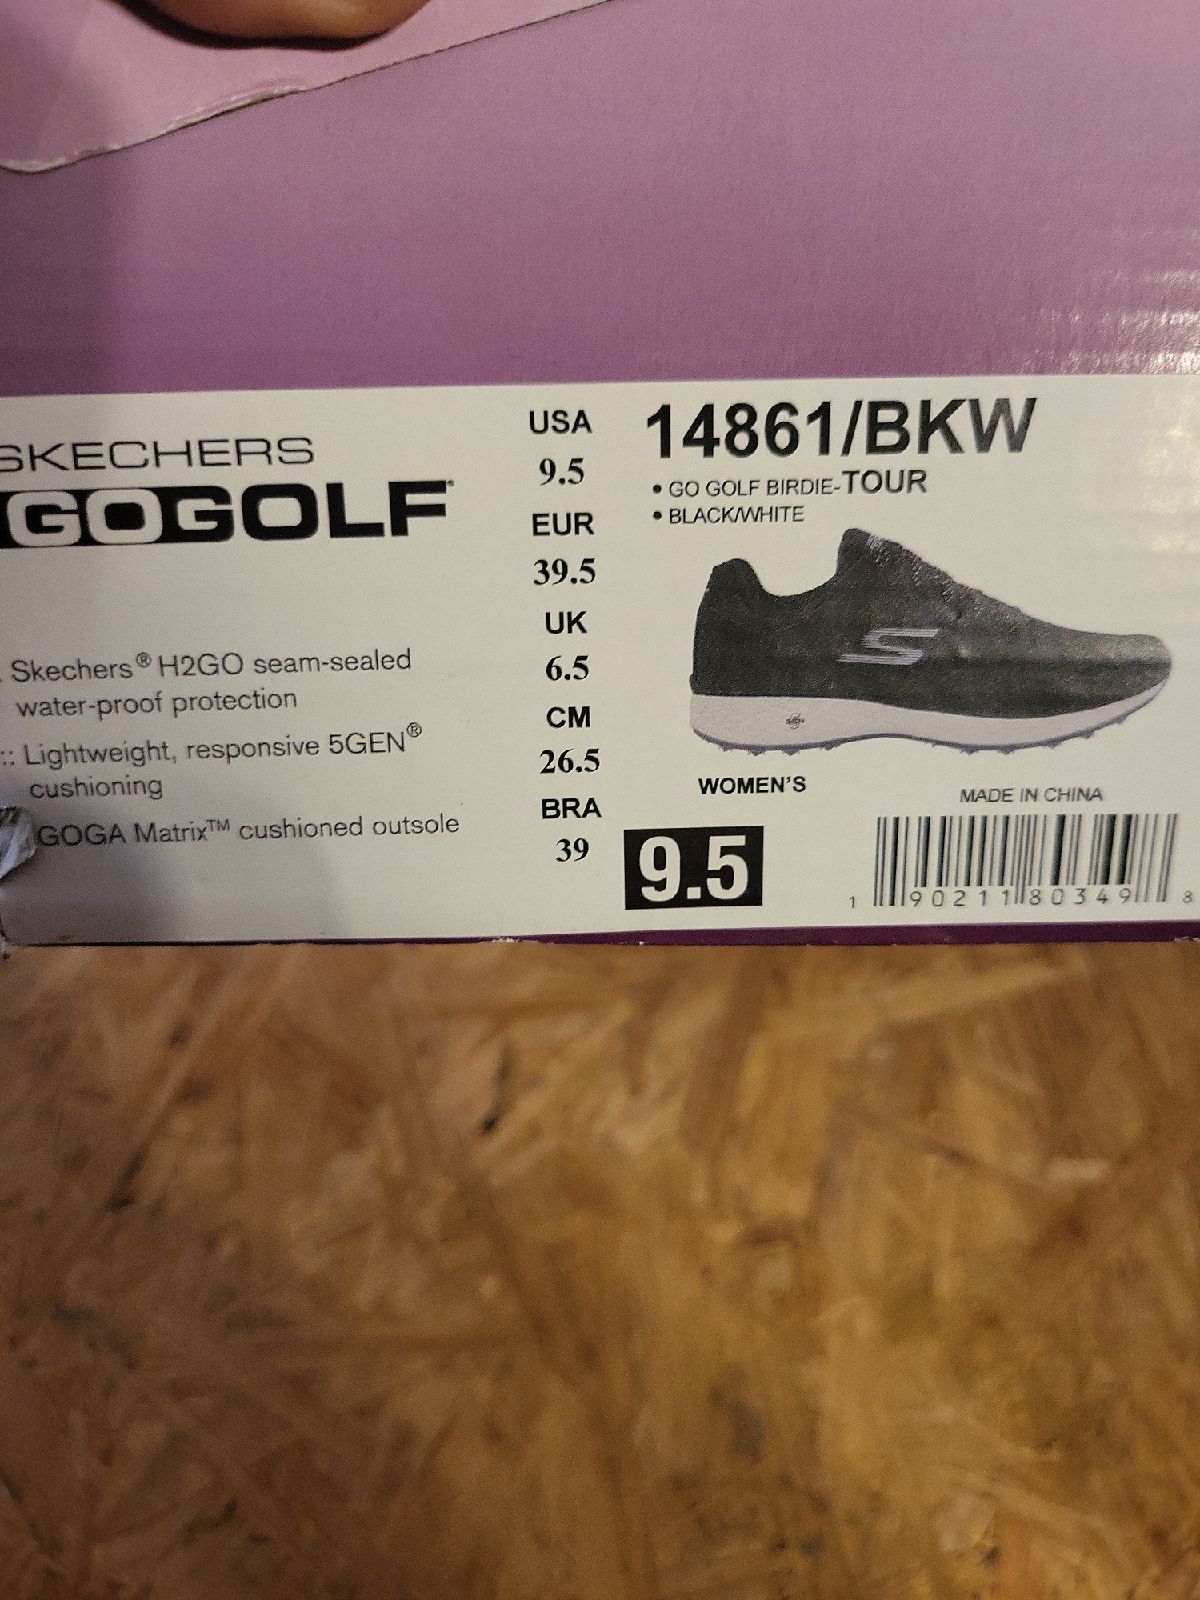 SKECHERS
GOGOLF
Skechers® H2GO seam-sealed
water-proof protection
:: Lightweight, responsive 5GEN®
cushioning
GOGA Matrix™ cushioned outsole
USA
9.5
EUR
39.5
UK
6.5
CM
26.5
BRA
39
14861/BKW
• GO GOLF BIRDIE-TOUR
• BLACK/WHITE
S
WOMEN'S
9.5
MADE IN CHINA
1 90211 80349 8